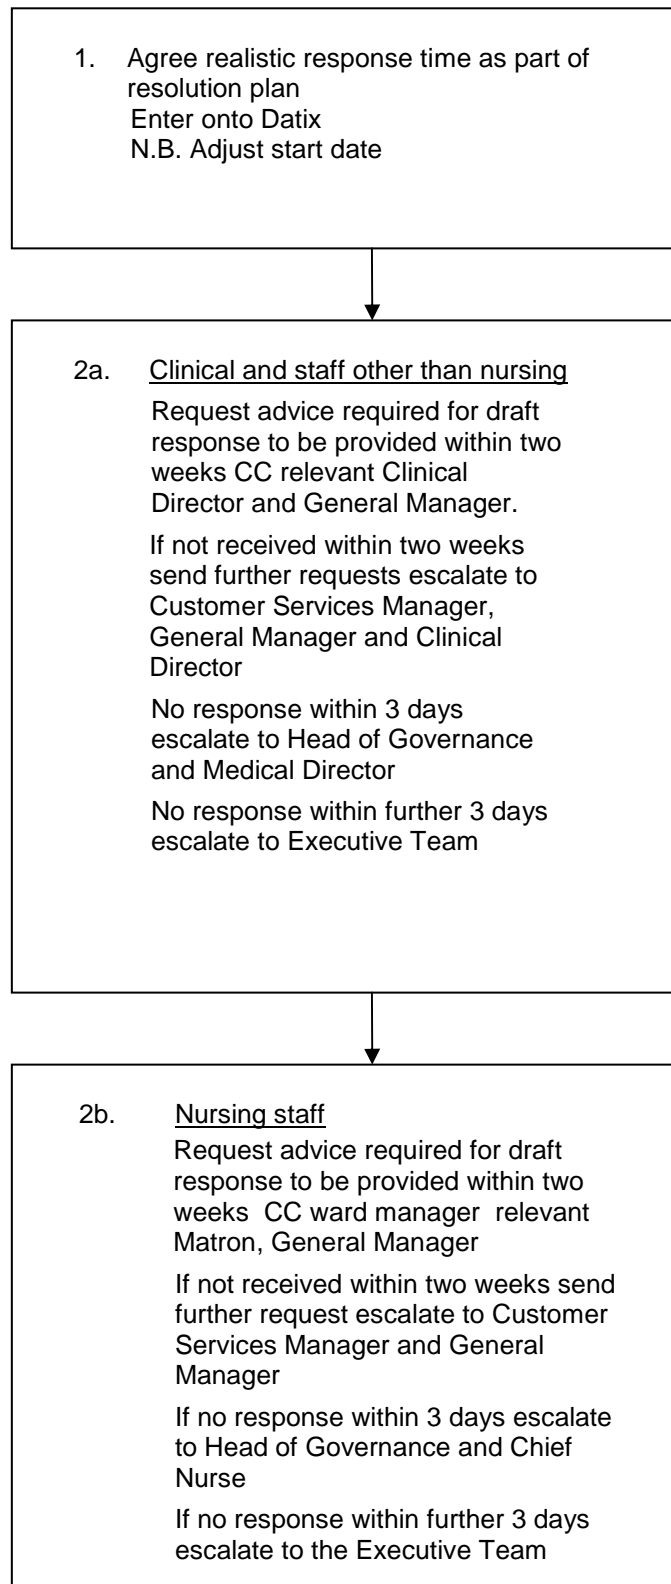 1. Agree realistic response time as part of
resolution plan
Enter onto Datix
N.B. Adjust start date
2a. Clinical and staff other than nursing
Request advice required for draft
response to be provided within two
weeks CC relevant Clinical
Director and General Manager.
If not received within two weeks
send further requests escalate to
Customer Services Manager,
General Manager and Clinical
Director
No response within 3 days
escalate to Head of Governance
and Medical Director
No response within further 3 days
escalate to Executive Team
2b. Nursing staff
Request advice required for draft
response to be provided within two
weeks CC ward manager relevant
Matron, General Manager
If not received within two weeks send
further request escalate to Customer
Services Manager and General
Manager
If no response within 3 days escalate
to Head of Governance and Chief
Nurse
If no response within further 3 days
escalate to the Executive Team